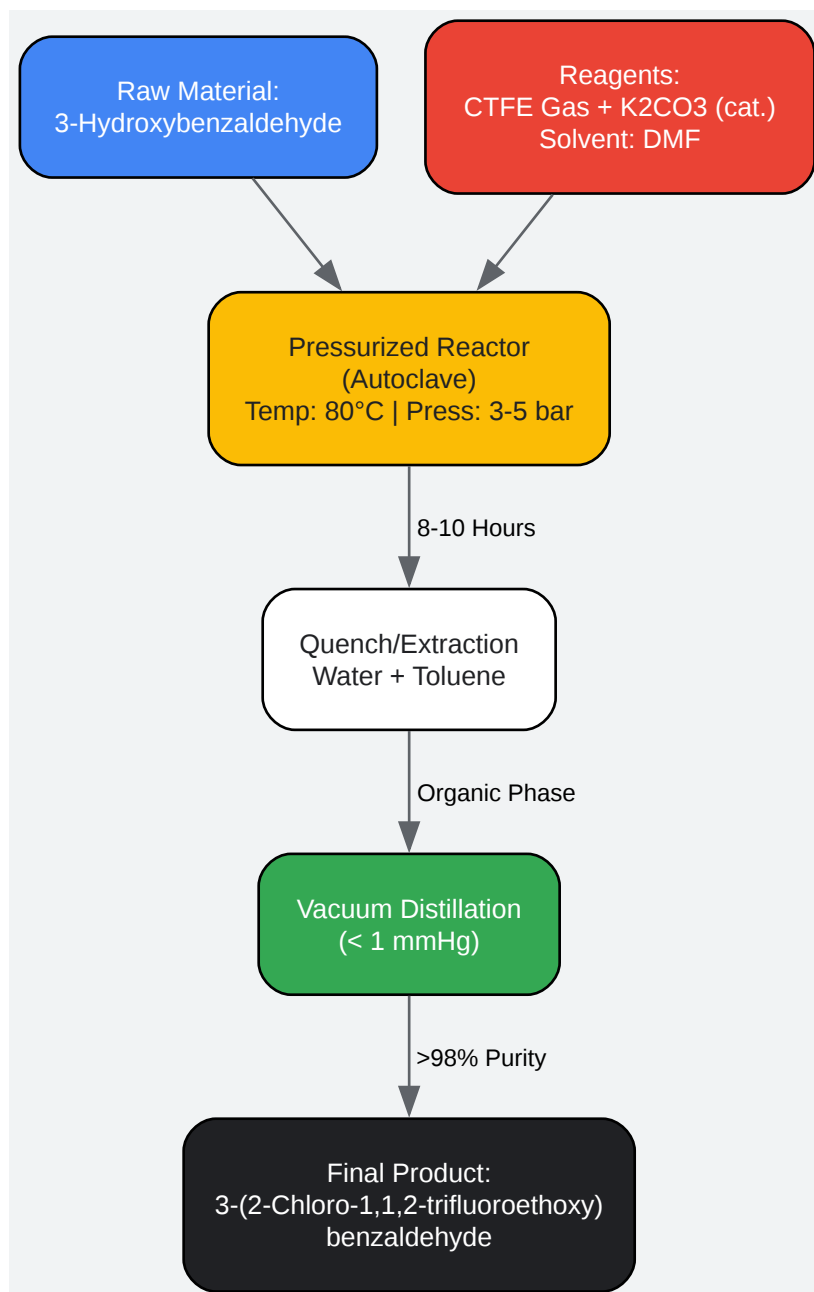 Raw Material:
3-Hydroxybenzaldehyde
Reagents:
CTFE Gas + K2CO3 (cat.)
Solvent: DMF
Pressurized Reactor
(Autoclave)
Temp: 80°C | Press: 3-5 bar
8-10 Hours
Quench/Extraction
Water + Toluene
Organic Phase
Vacuum Distillation
(< 1 mmHg)
>98% Purity
Final Product:
3-(2-Chloro-1,1,2-trifluoroethoxy)
benzaldehyde